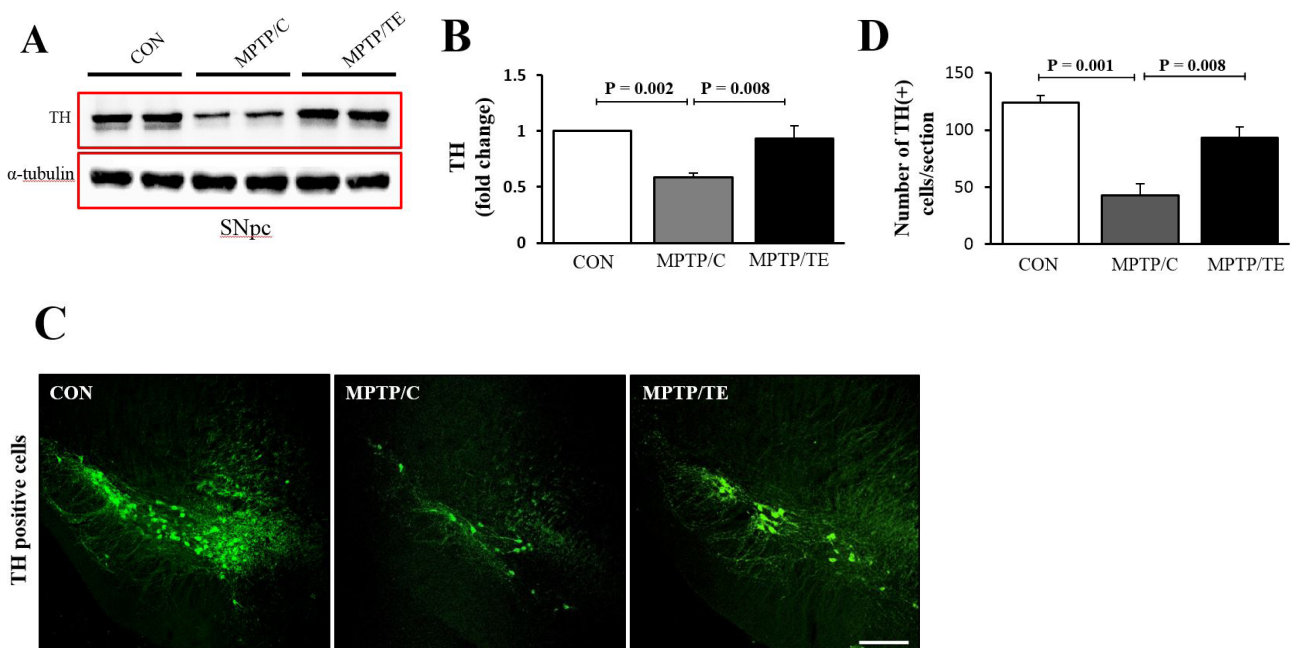 A
CON
MPTP/C
MPTP/TE
TH
α-tubulin
SNpc
B
TH
(fold change)
1.5
1
0.5
0
P = 0.002
P = 0.008
CON
MPTP/C
MPTP/TE
D
Number of TH(+)
cells/section
150
100
50
0
P = 0.001
P = 0.008
CON
MPTP/C
MPTP/TE
C
TH positive cells
CON
MPTP/C
MPTP/TE